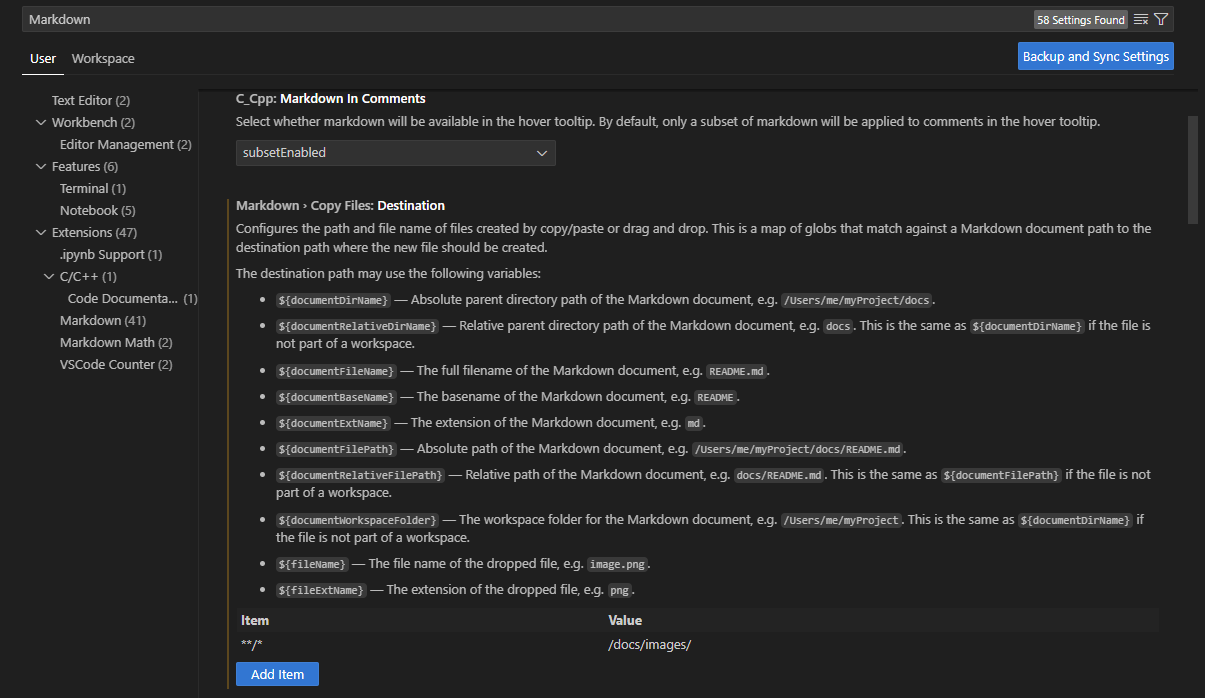 Markdown
58 Settings Found
User Workspace
Backup and Sync Settings
Text Editor (2)
Workbench (2)
Editor Management (2)
Features (6)
Terminal (1)
Notebook (5)
Extensions (47)
.ipynb Support (1)
C/C++ (1)
Code Documenta... (1)
Markdown (41)
Markdown Math (2)
VSCode Counter (2)
C_Cpp: Markdown In Comments
Select whether markdown will be available in the hover tooltip. By default, only a subset of markdown will be applied to comments in the hover tooltip.
subsetEnabled
Markdown › Copy Files: Destination
Configures the path and file name of files created by copy/paste or drag and drop. This is a map of globs that match against a Markdown document path to the
destination path where the new file should be created.
The destination path may use the following variables:
• ${documentDirName} — Absolute parent directory path of the Markdown document, e.g. /Users/me/myProject/docs.
• ${documentRelativeDirName} — Relative parent directory path of the Markdown document, e.g. docs. This is the same as ${documentDirName} if the file is
not part of a workspace.
• ${documentFileName} — The full filename of the Markdown document, e.g. README.md.
• ${documentBaseName} — The basename of the Markdown document, e.g. README.
• ${documentExtName} — The extension of the Markdown document, e.g. md.
• ${documentFilePath} — Absolute path of the Markdown document, e.g. /Users/me/myProject/docs/README.md.
• ${documentRelativeFilePath} — Relative path of the Markdown document, e.g. docs/README.md. This is the same as ${documentFilePath} if the file is not
part of a workspace.
• ${documentWorkspaceFolder} — The workspace folder for the Markdown document, e.g. /Users/me/myProject. This is the same as ${documentDirName} if
the file is not part of a workspace.
• ${fileName} — The file name of the dropped file, e.g. image.png.
• ${fileExtName} — The extension of the dropped file, e.g. png.
Item Value
**/* /docs/images/
Add Item